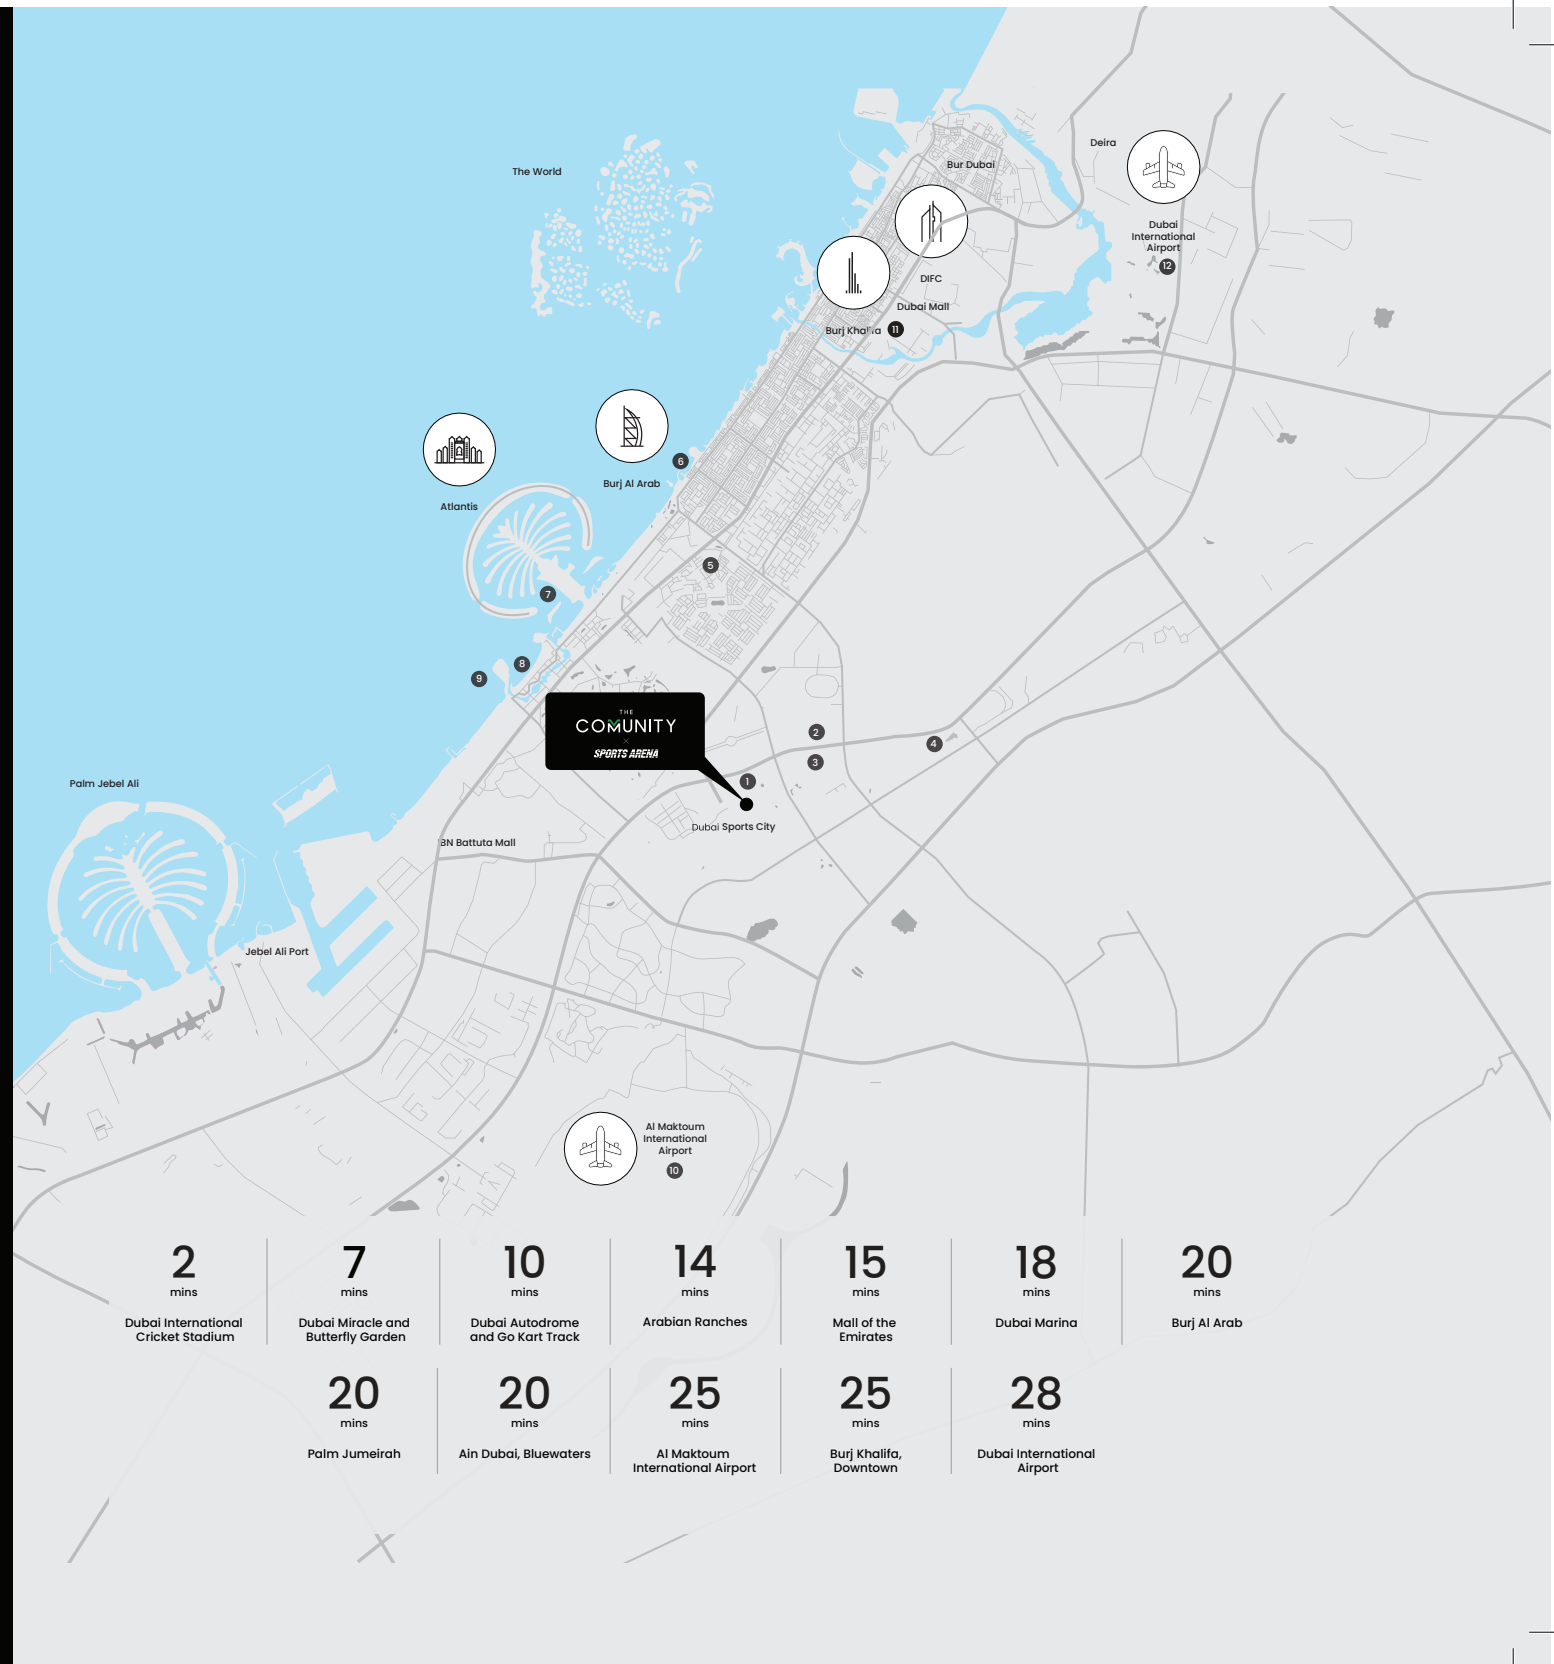 Deira
Bur Dubai
The World
Dubai
International
Airport
12
DIFC
Dubai Mall
Burj Khalifa
11
6
Burj Al Arab
Atlantis
5
7
8
9
THE
COMUNITY
×
SPORTS ARENA
2
4
3
1
Palm Jebel Ali
Dubai Sports City
BN Battuta Mall
Jebel Ali Port
Al Maktoum
International
Airport
10
2
mins
Dubai International
Cricket Stadium
7
mins
Dubai Miracle and
Butterfly Garden
10
mins
Dubai Autodrome
and Go Kart Track
14
mins
Arabian Ranches
15
mins
Mall of the
Emirates
18
mins
Dubai Marina
20
mins
Burj Al Arab
20
mins
Palm Jumeirah
20
mins
Ain Dubai, Bluewaters
25
mins
Al Maktoum
International Airport
25
mins
Burj Khalifa,
Downtown
28
mins
Dubai International
Airport